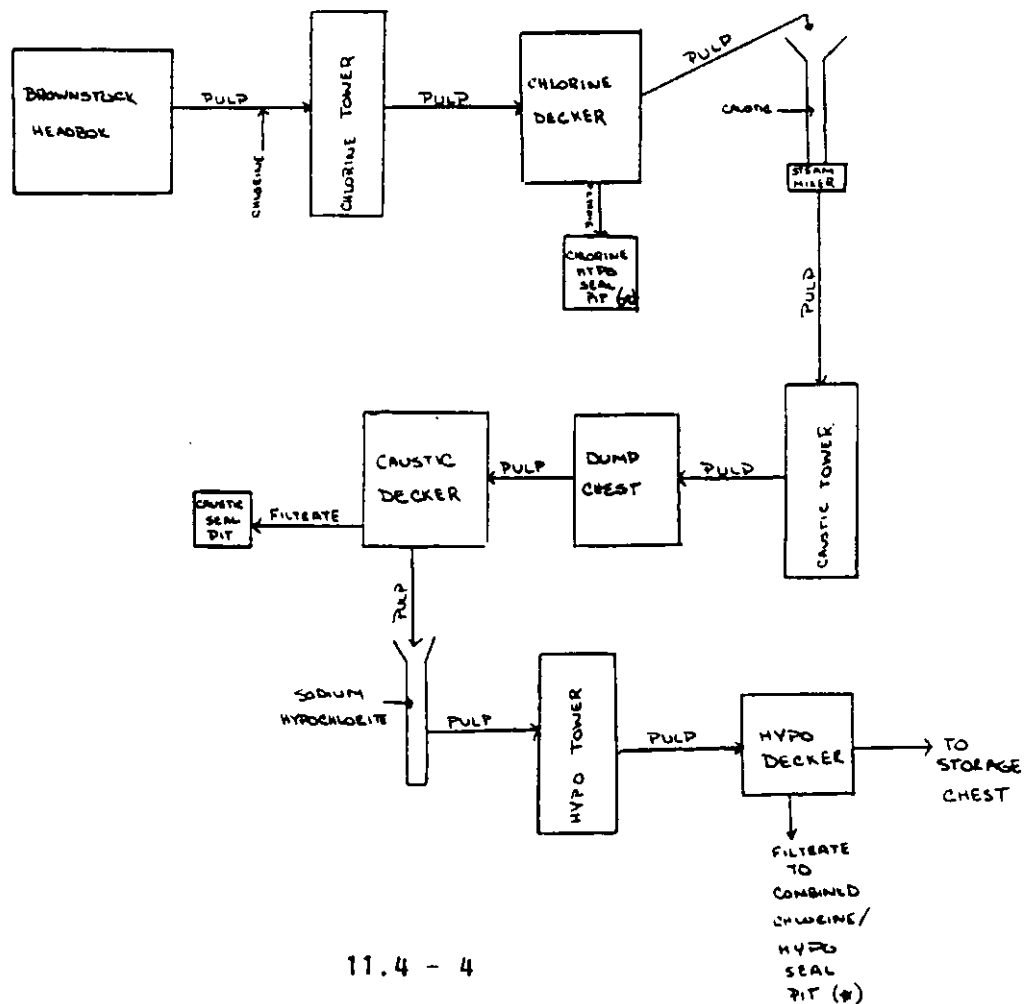 BROWNSTOCK
HEADBOX
PULP
CHLORINE
CHLORINE TOWER
PULP
CHLORINE
DECKER
PULP
CAUSTIC
STEAM
MIXER
CHLORINE
HYPO
SEAL
PIT (*)
PULP
CAUSTIC TOWER
PULP
DUMP
CHEST
PULP
CAUSTIC
DECKER
FILTRATE
CAUSTIC
SEAL
PIT
PULP
SODIUM
HYPOCHLORITE
PULP
HYPO TOWER
PULP
HYPO
DECKER
TO
STORAGE
CHEST
FILTRATE
TO
COMBINED
CHLORINE/
HYPO
SEAL
PIT (*)
11.4 - 4